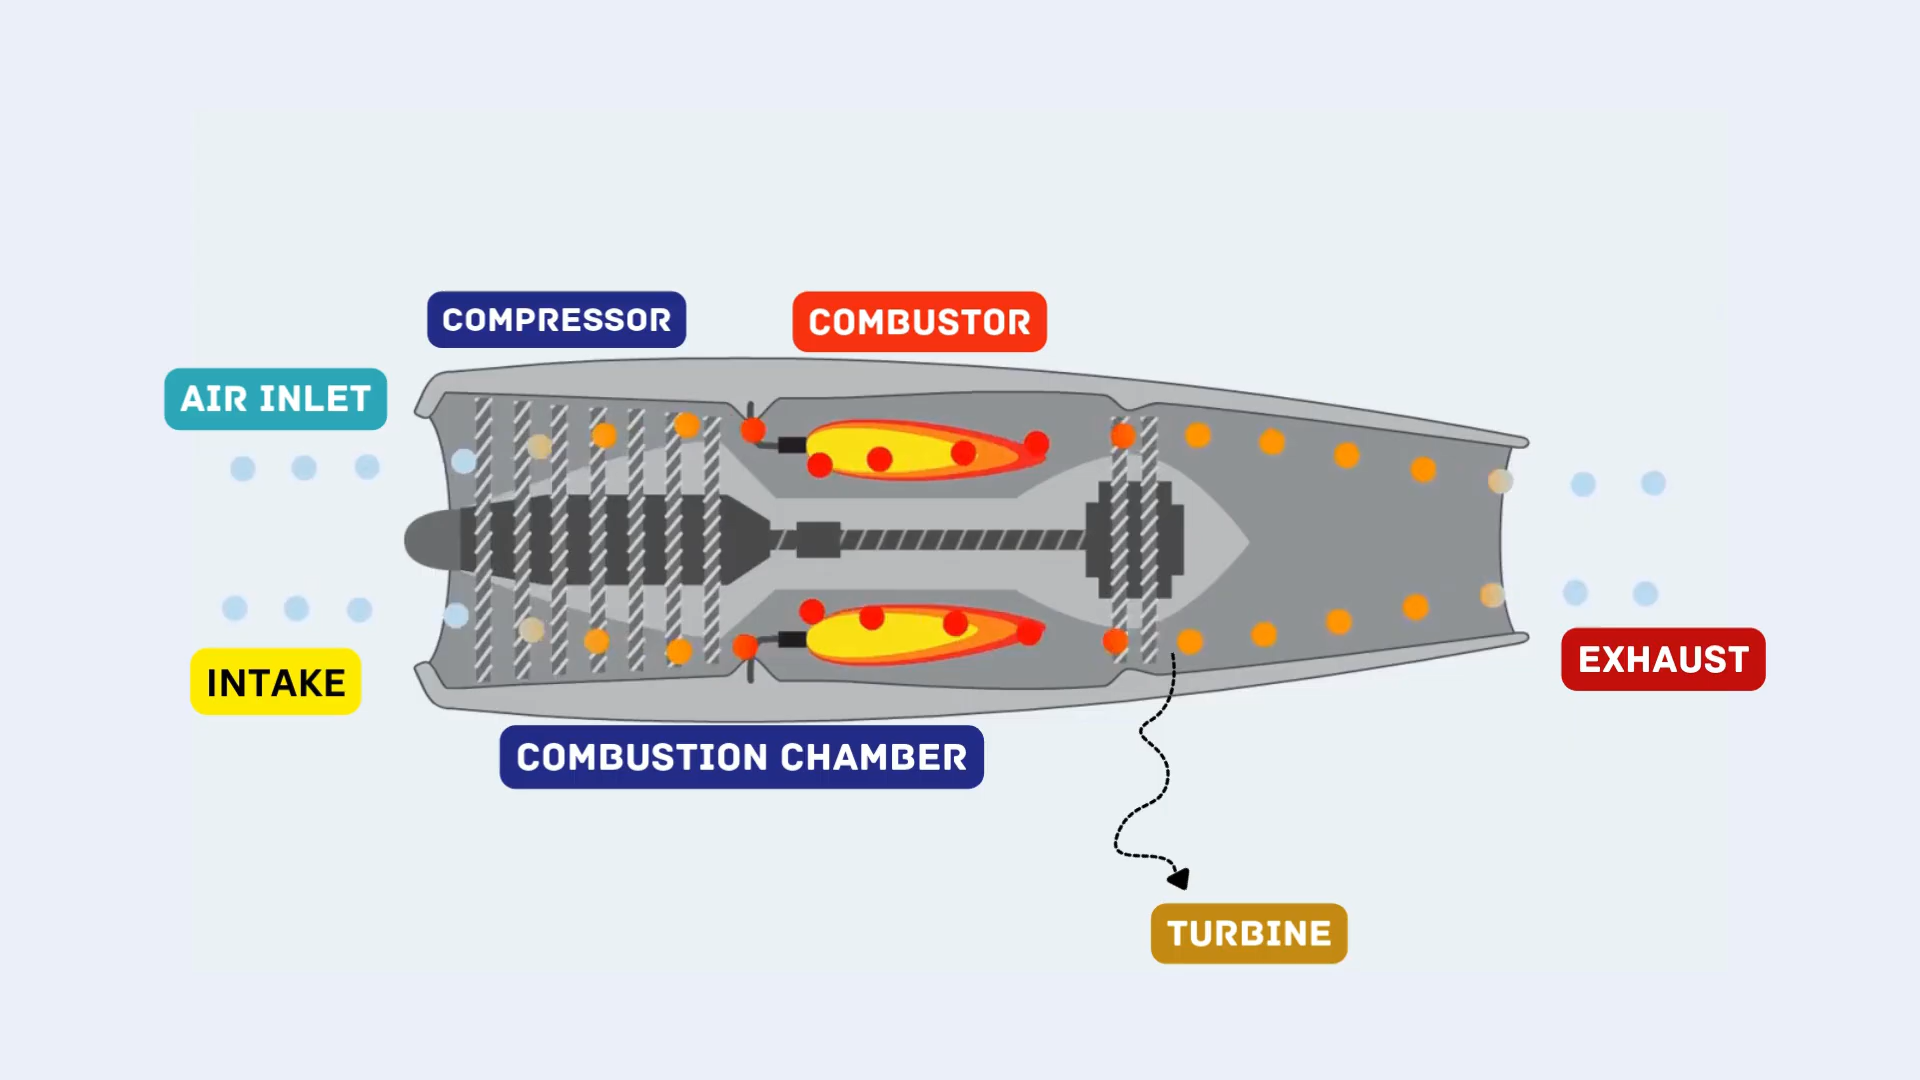 COMPRESSOR
COMBUSTOR
AIR INLET
INTAKE
EXHAUST
COMBUSTION CHAMBER
TURBINE